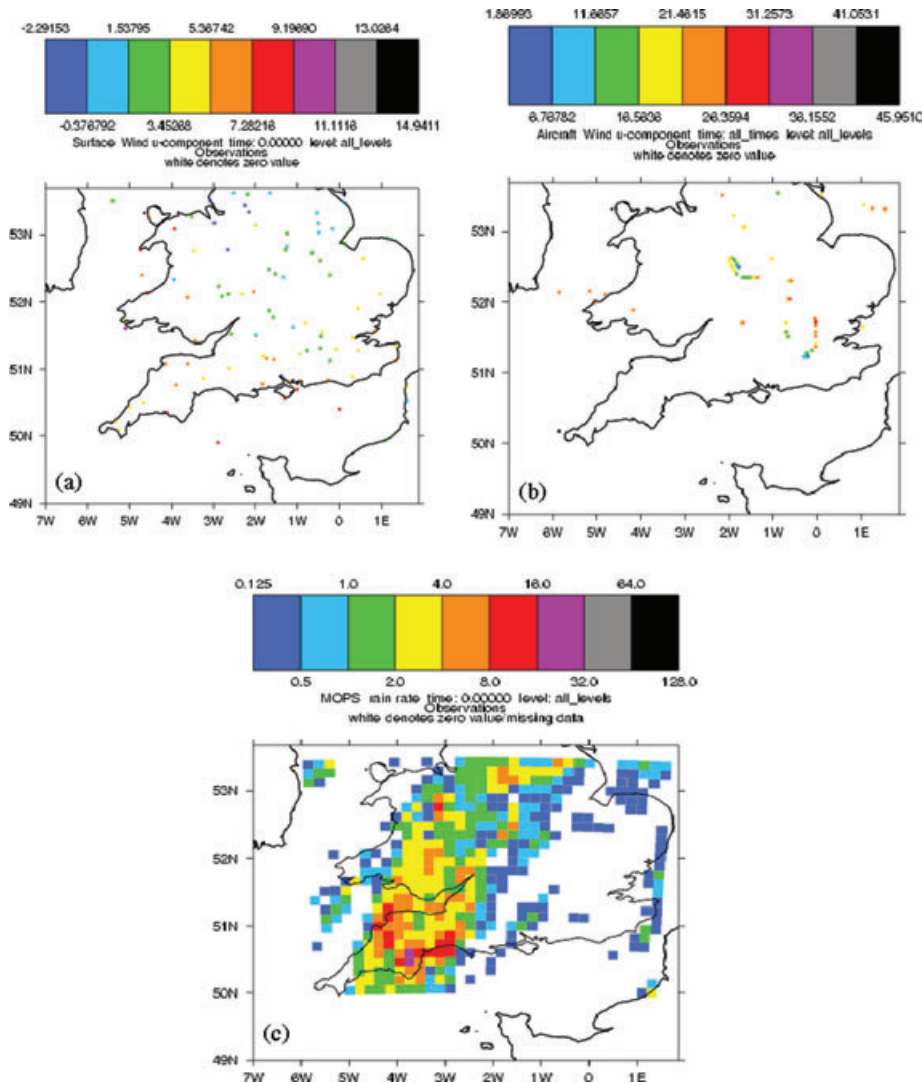 -2.29153 1.53795 5.36742 9.19690 13.0264
-0.376792 3.45268 7.28216 11.1116 14.9411
Surface Wind u-component time: 0.00000 level: all_levels
Observations
white denotes zero value
53N
52N
51N
50N
49N
(a)
7W 6W 5W 4W 3W 2W 1W 0 1E
1.86993 11.6657 21.4615 31.2573 41.0531
6.76782 16.5636 26.3594 36.1552 45.9510
Aircraft Wind u-component time: all_times level: all_levels
Observations
white denotes zero value
53N
52N
51N
50N
49N
(b)
7W 6W 5W 4W 3W 2W 1W 0 1E
0.125 1.0 4.0 16.0 64.0
0.5 2.0 8.0 32.0 128.0
MOPS rain rate time: 0.00000 level: all_levels
Observations
white denotes zero value/missing data
53N
52N
51N
50N
49N
(c)
7W 6W 5W 4W 3W 2W 1W 0 1E